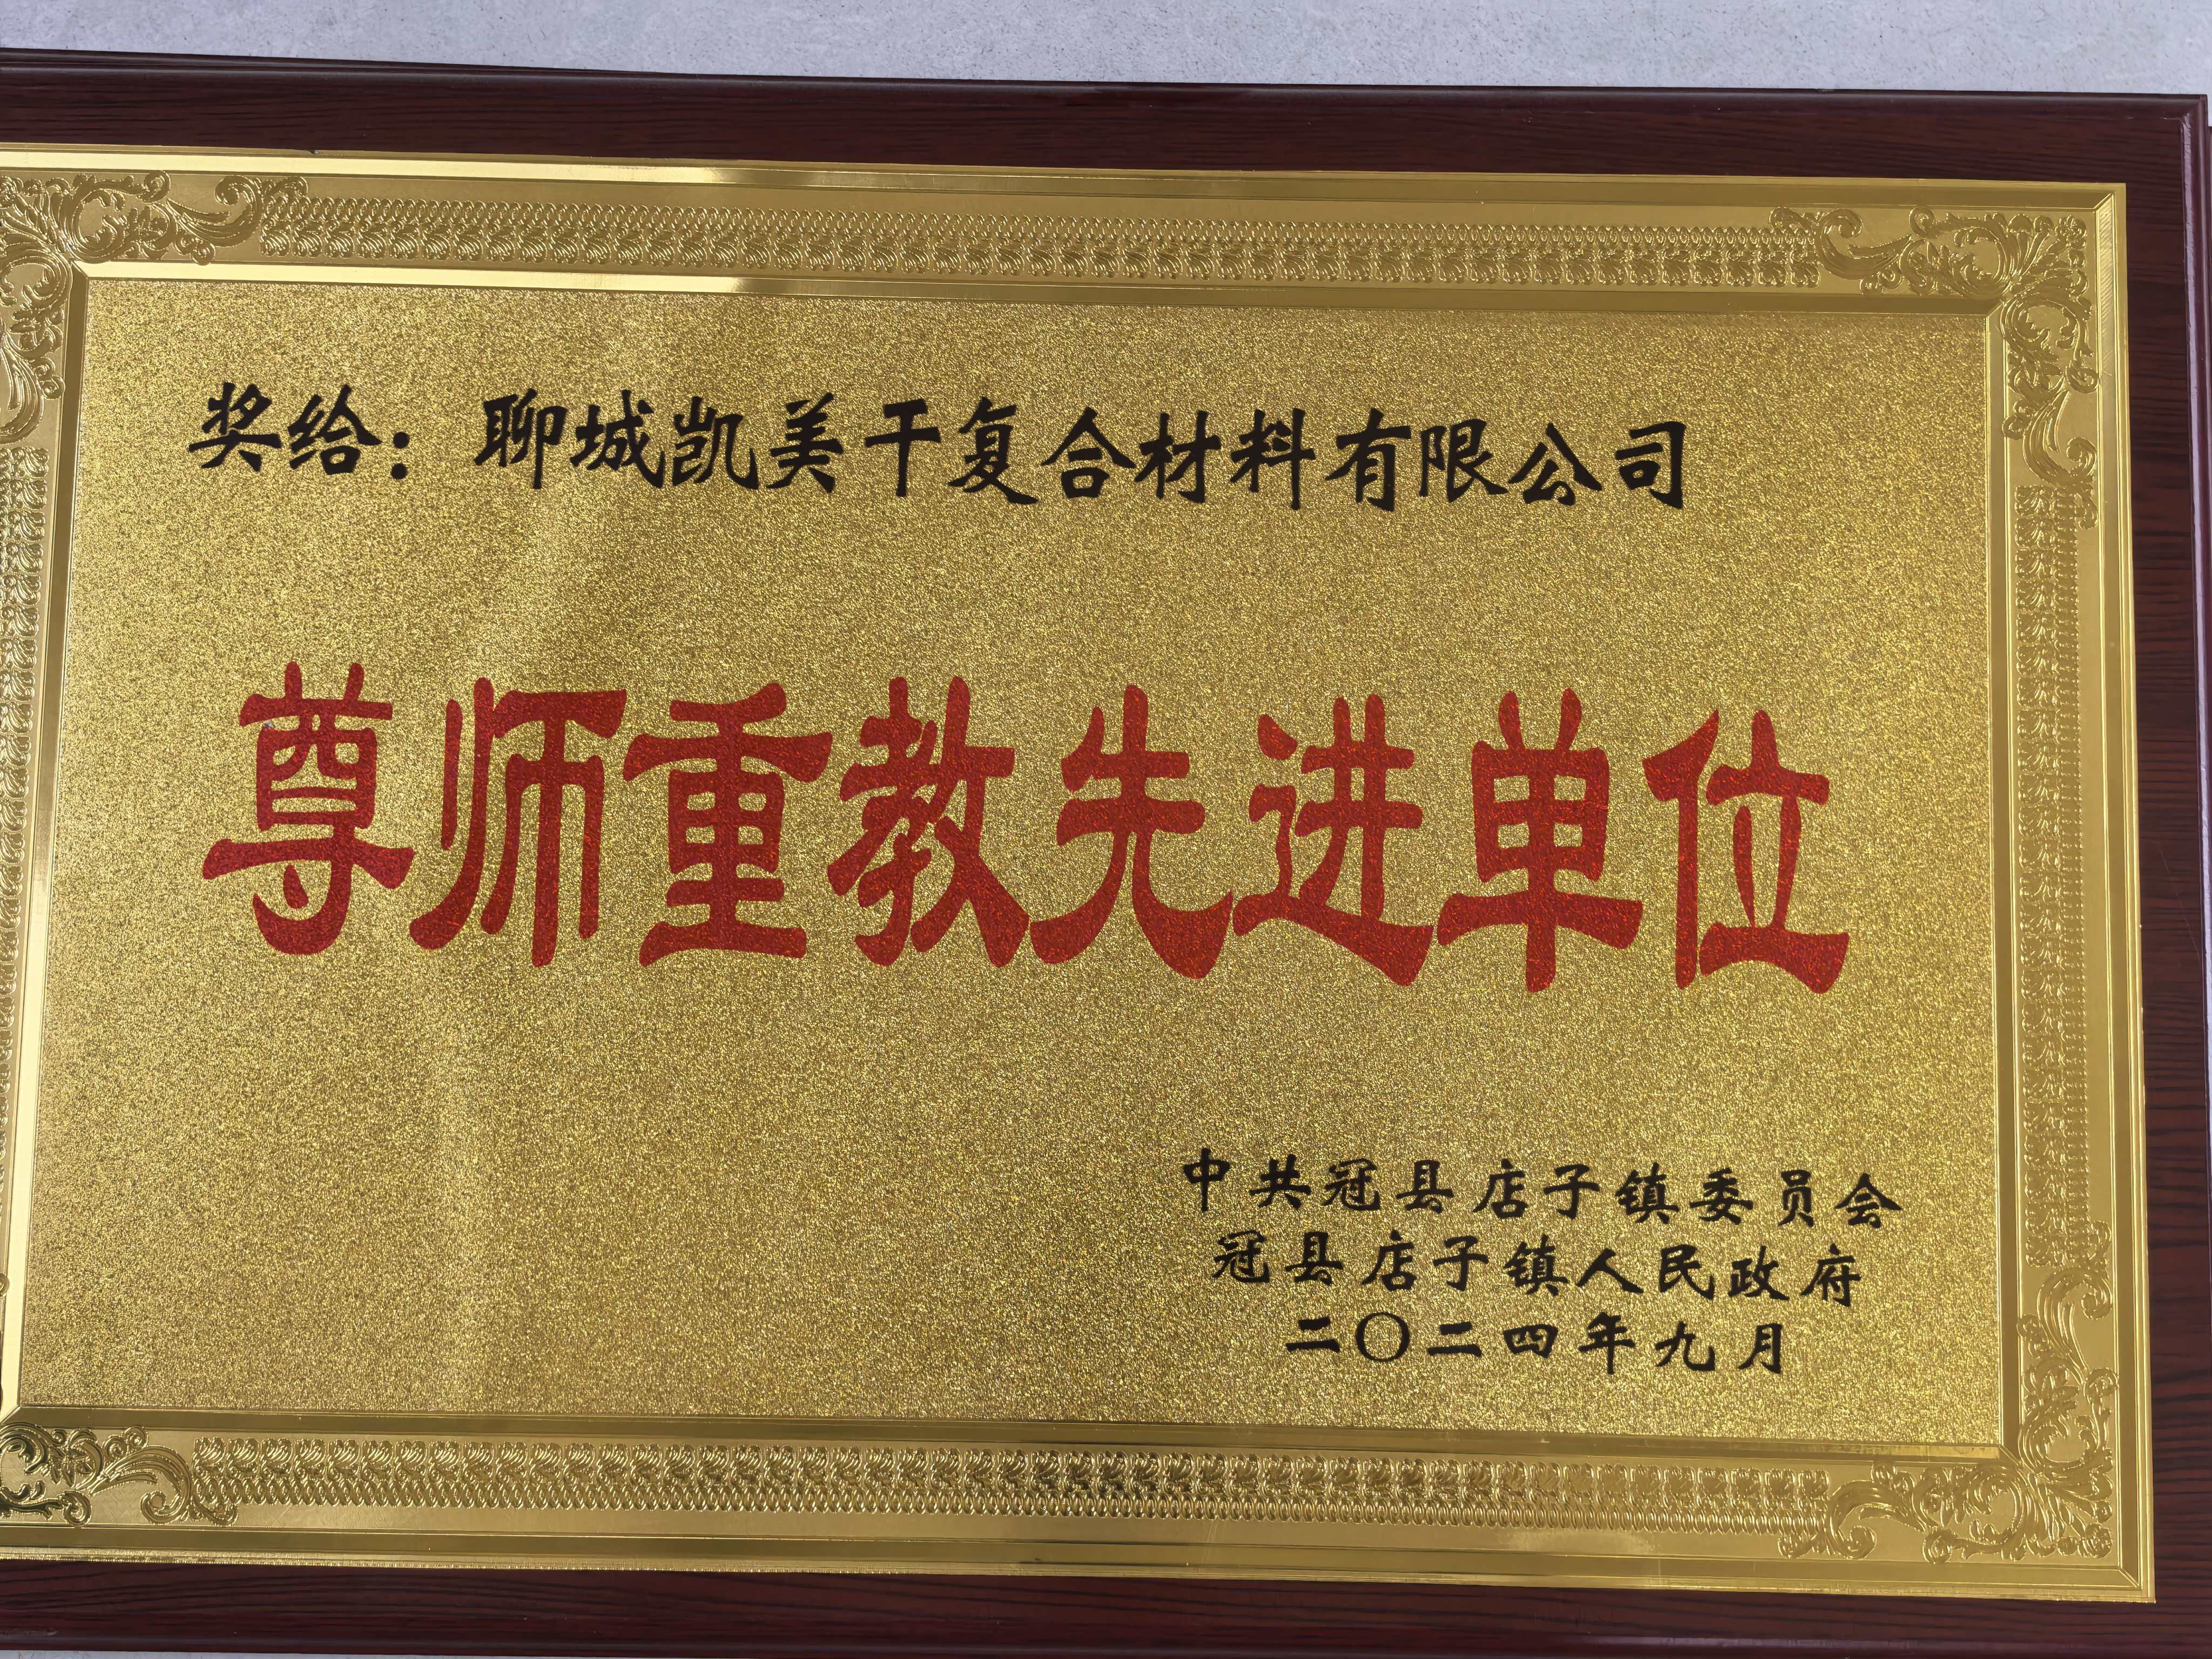 奖给：聊城凯美干复合材料有限公司
尊师重教先进单位
中共冠县店子镇委员会
冠县店子镇人民政府
二〇二四年九月